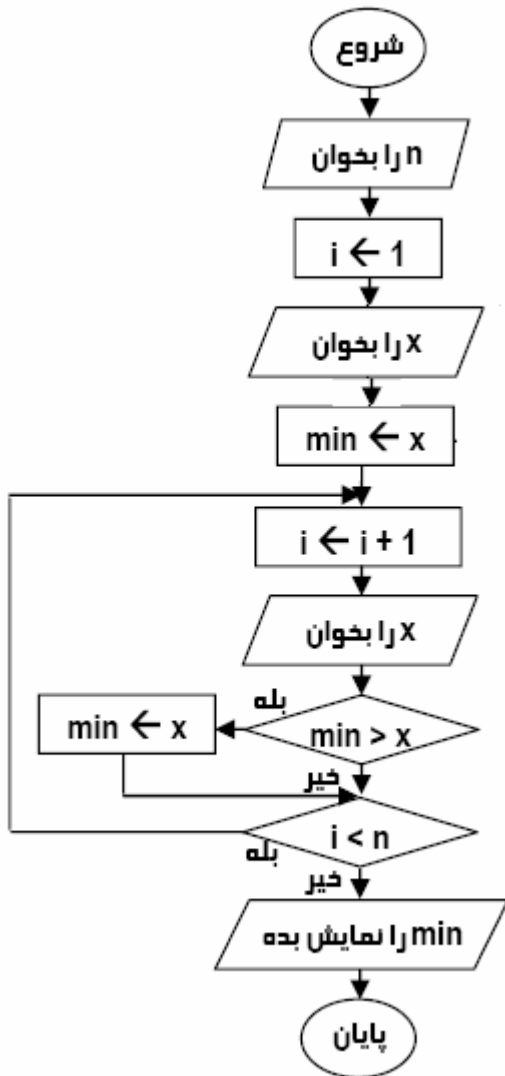 شروع
n را بخوان
i ← 1
x را بخوان
min ← x
i ← i + 1
x را بخوان
بله
min ← x
min > x
خیر
i < n
بله
خیر
min را نمایش بده
پایان